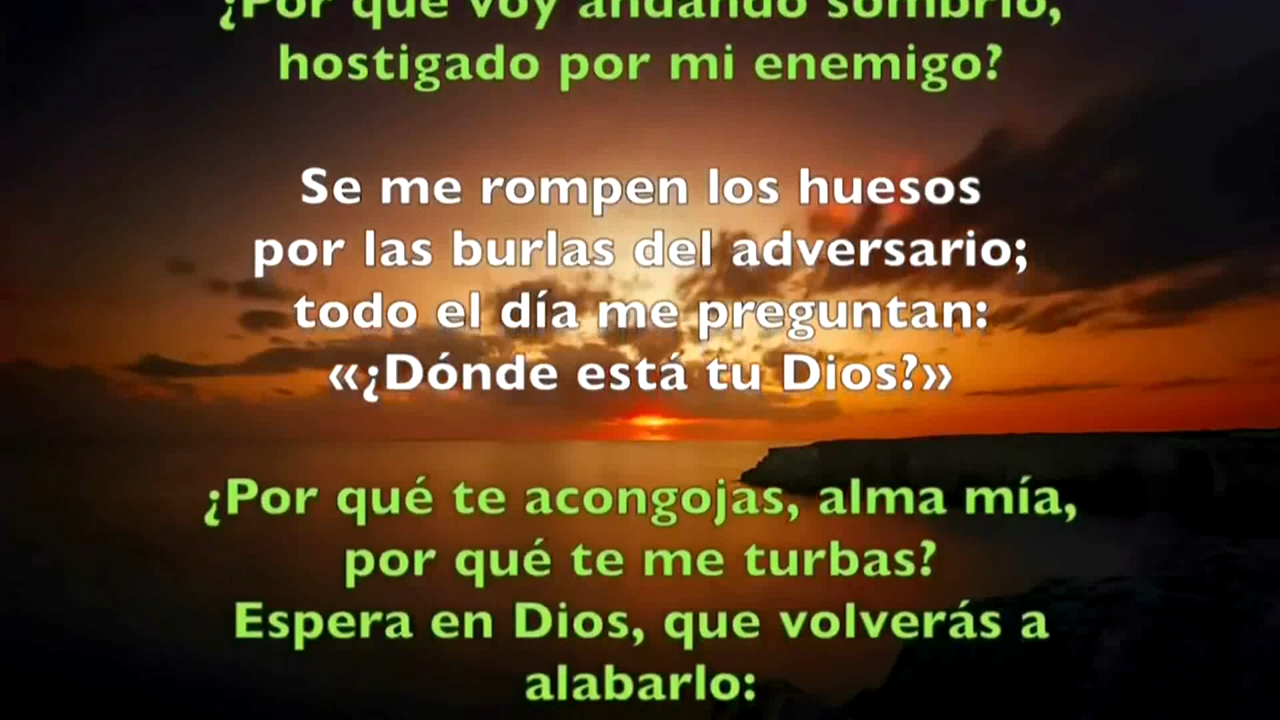 ¿Por qué voy andando sombrío,
hostigado por mi enemigo?
Se me rompen los huesos
por las burlas del adversario;
todo el día me preguntan:
«¿Dónde está tu Dios?»
¿Por qué te acongojas, alma mía,
por qué te me turbas?
Espera en Dios, que volverás a
alabarlo: